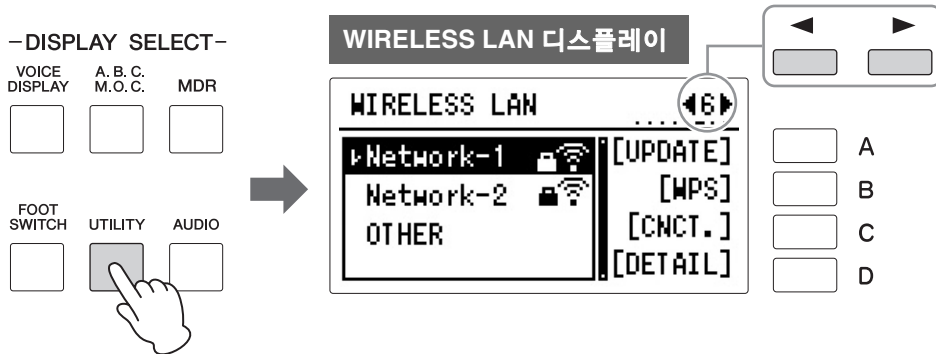 -DISPLAY SELECT-
VOICE DISPLAY
A. B. C. M. O. C.
MDR
FOOT SWITCH
UTILITY
AUDIO
WIRELESS LAN 디스플레이
WIRELESS LAN
6
Network-1
[UPDATE]
Network-2
[WPS]
OTHER
[CNCT.]
[DETAIL]
A
B
C
D